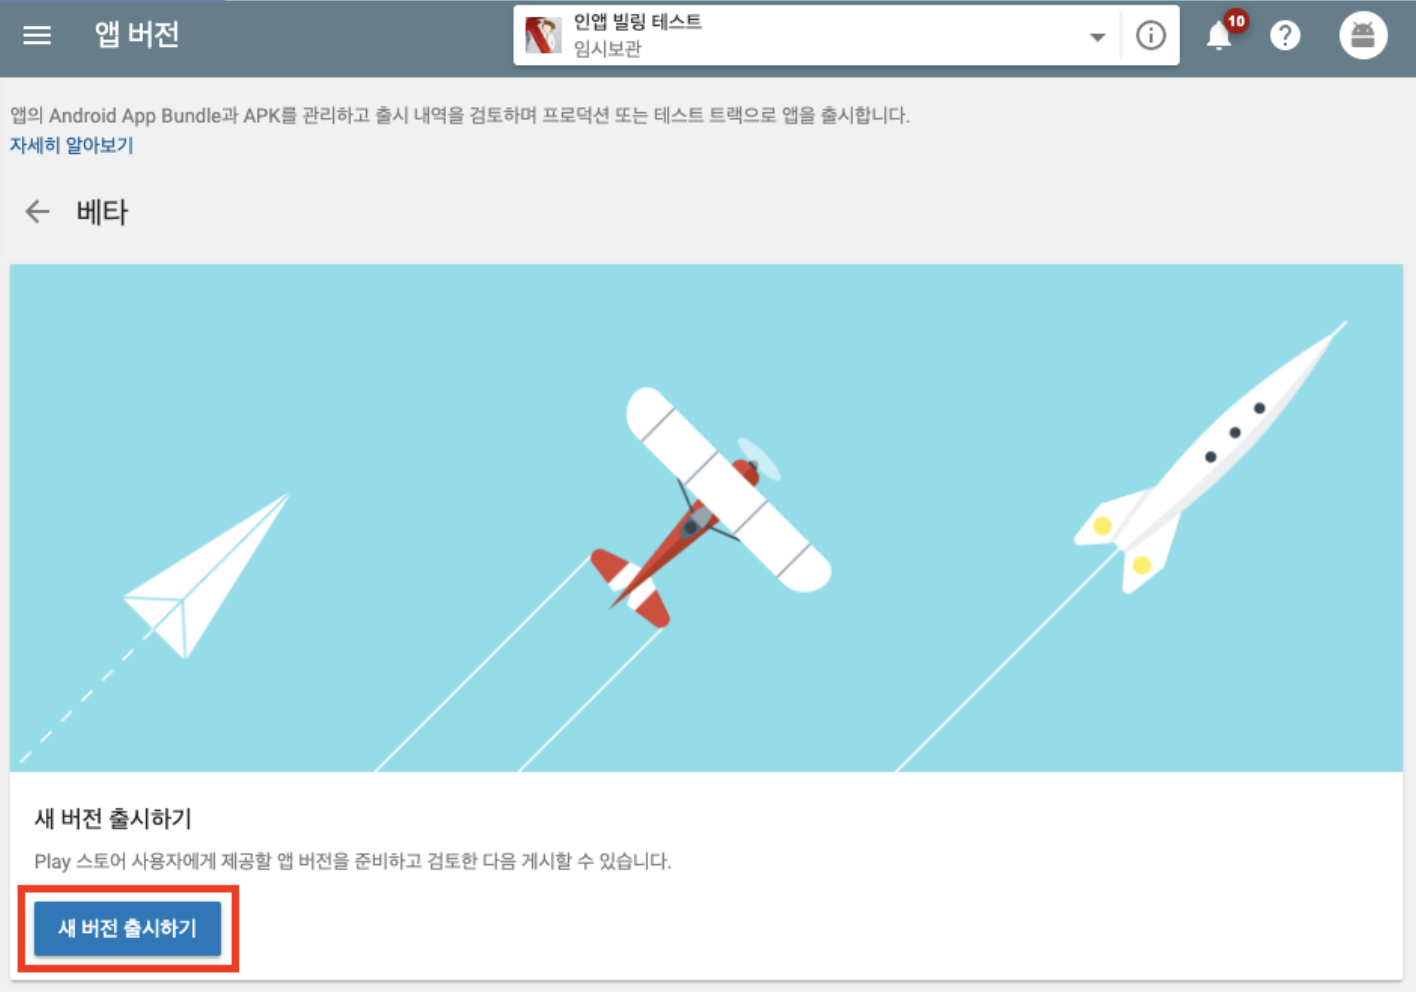 앱 버전
인앱 빌링 테스트
임시보관
10
앱의 Android App Bundle과 APK를 관리하고 출시 내역을 검토하며 프로덕션 또는 테스트 트랙으로 앱을 출시합니다.
자세히 알아보기
베타
새 버전 출시하기
Play 스토어 사용자에게 제공할 앱 버전을 준비하고 검토한 다음 게시할 수 있습니다.
새 버전 출시하기